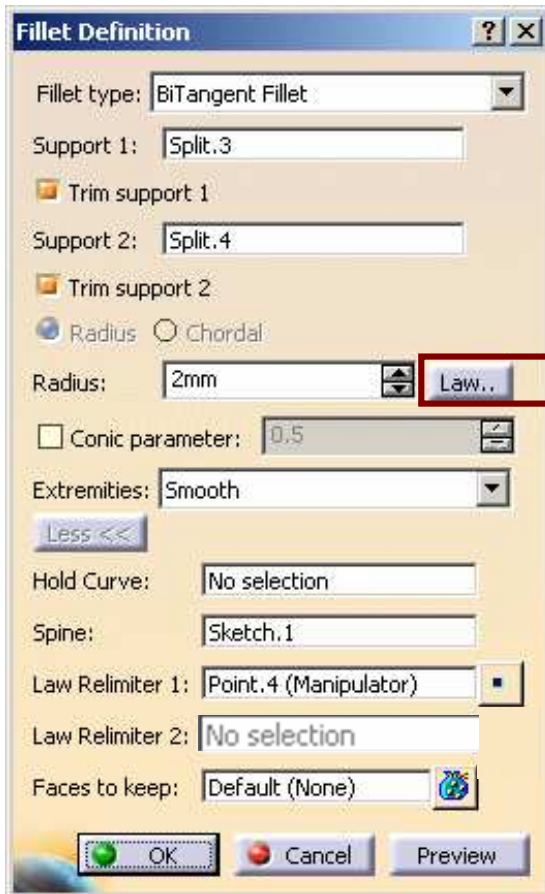 Fillet Definition ? ×
Fillet type: BiTangent Fillet
Support 1: Split.3
Trim support 1
Support 2: Split.4
Trim support 2
Radius Chordal
Radius: 2mm Law..
Conic parameter: 0.5
Extremities: Smooth
Less <<
Hold Curve: No selection
Spine: Sketch.1
Law Relimiter 1: Point.4 (Manipulator)
Law Relimiter 2: No selection
Faces to keep: Default (None)
OK Cancel Preview